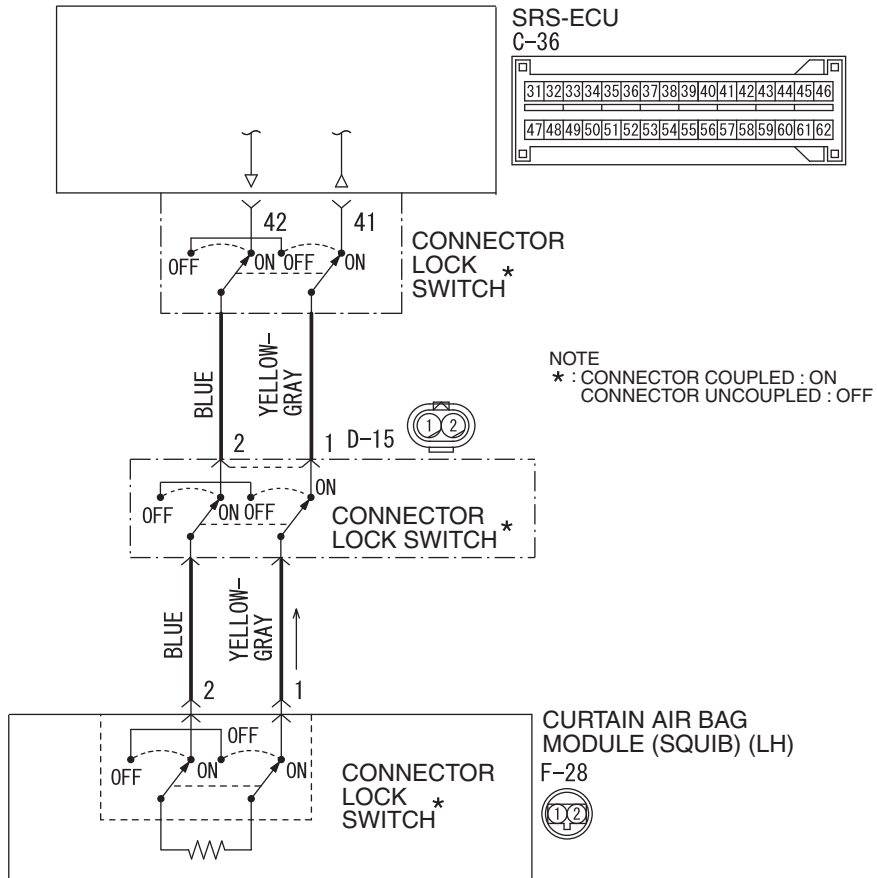 SRS-ECU
C-36
31 32 33 34 35 36 37 38 39 40 41 42 43 44 45 46
47 48 49 50 51 52 53 54 55 56 57 58 59 60 61 62
42 41
OFF ON OFF ON
CONNECTOR
LOCK
SWITCH*
BLUE
YELLOW-
GRAY
NOTE
* : CONNECTOR COUPLED : ON
CONNECTOR UNCOUPLED : OFF
2 1 D-15
1 2
OFF ON OFF ON
CONNECTOR
LOCK SWITCH*
BLUE
YELLOW-
GRAY
2 1
OFF ON OFF ON
CONNECTOR
LOCK
SWITCH*
CURTAIN AIR BAG
MODULE (SQUIB) (LH)
F-28
1 2